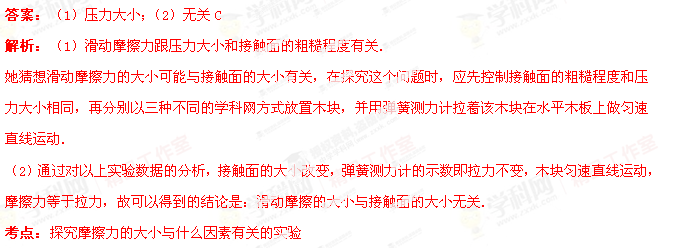 答案：（1）压力大小；（2）无关 C
解析：（1）滑动摩擦力跟压力大小和接触面的粗糙程度有关．
她猜想滑动摩擦力的大小可能与接触面的大小有关，在探究这个问题时，应先控制接触面的粗糙程度和压
力大小相同，再分别以三种不同的学科网方式放置木块，并用弹簧测力计拉着该木块在水平木板上做匀速
直线运动．
（2）通过对以上实验数据的分析，接触面的大小改变，弹簧测力计的示数即拉力不变，木块匀速直线运动，
摩擦力等于拉力，故可以得到的结论是：滑动摩擦的大小与接触面的大小无关．
考点：探究摩擦力的大小与什么因素有关的实验